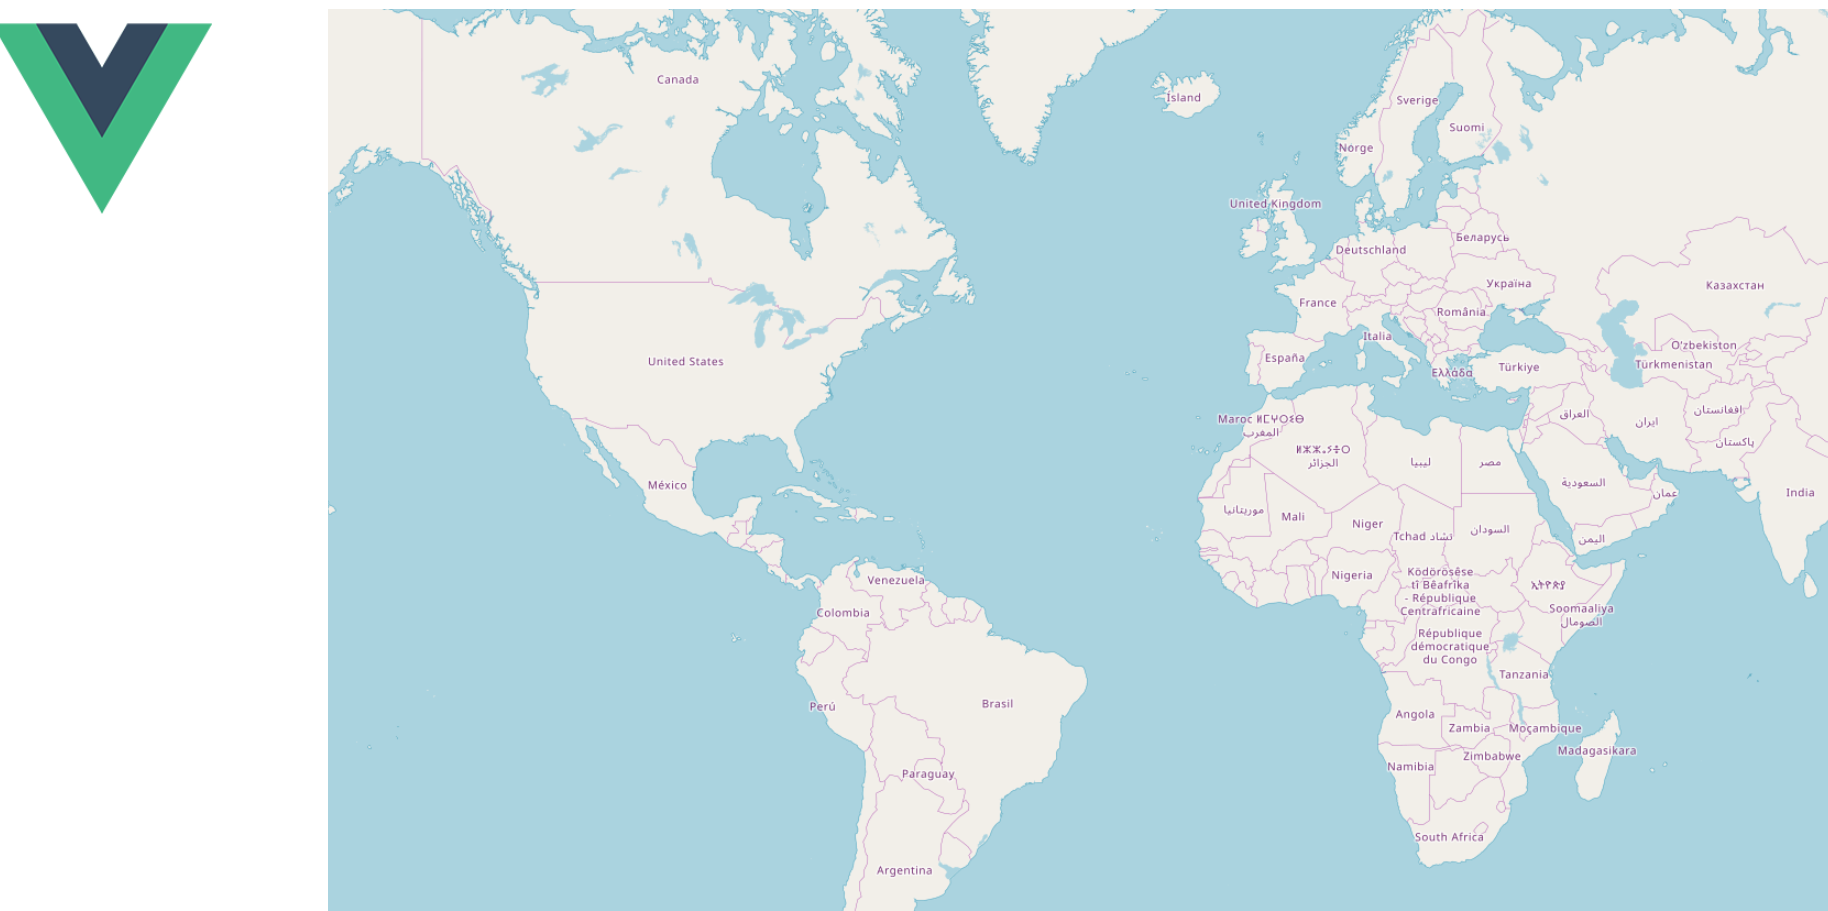 Canada
Ísland
Sverige
Suomi
Norge
United Kingdom
Беларусь
Deutschland
Україна
Казахстан
France
România
Italia
O'zbekiston
España
United States
Türkmenistan
Türkiye
Ελλάδα
افغانستان
العراق
Maroc ⵍⵎⵖⵔⵉⴱ
المغرب
ایران
پاکستان
ⵍⵣⵣⴰⵢⴻⵔ
الجزائر
ليبيا
مصر
السعودية
México
India
عمان
موريتانيا
Mali
Niger
السودان
Tchad تشاد
اليمن
Nigeria
Ködörösêse
tî Bêafrîka
- République
Centrafricaine
ኢትዮጵያ
Venezuela
Soomaaliya
الصومال
Colombia
République
démocratique
du Congo
Tanzania
Brasil
Perú
Angola
Zambia
Moçambique
Madagasikara
Zimbabwe
Namibia
Paraguay
South Africa
Argentina